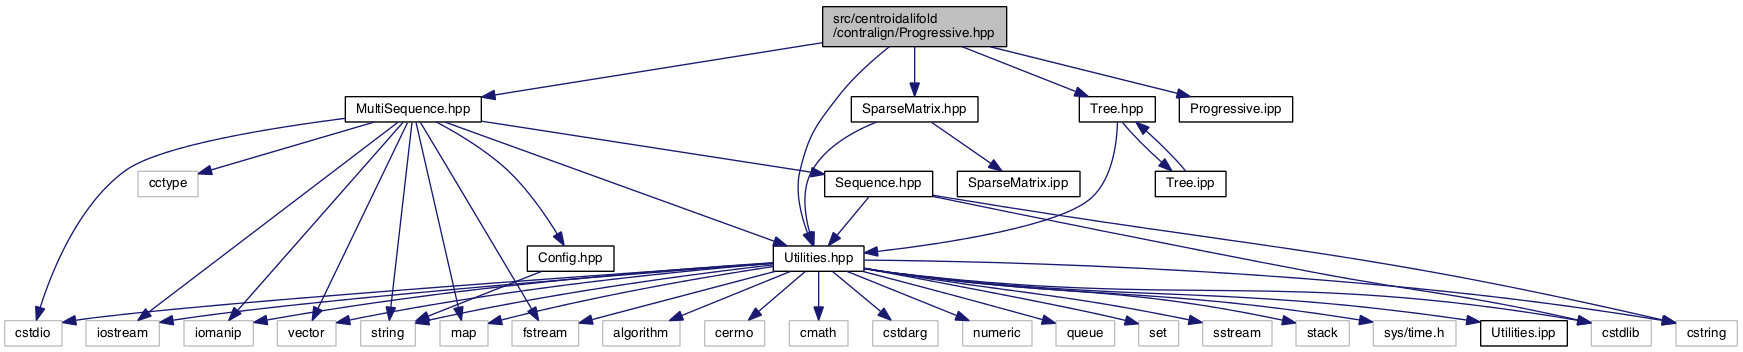 src/centroidalifold
/contralign/Progressive.hpp
MultiSequence.hpp
SparseMatrix.hpp
Tree.hpp
Progressive.ipp
cctype
Sequence.hpp
SparseMatrix.ipp
Tree.ipp
Config.hpp
Utilities.hpp
cstdio
iostream
iomanip
vector
string
map
fstream
algorithm
cerrno
cmath
cstdarg
numeric
queue
set
sstream
stack
sys/time.h
Utilities.ipp
cstdlib
cstring